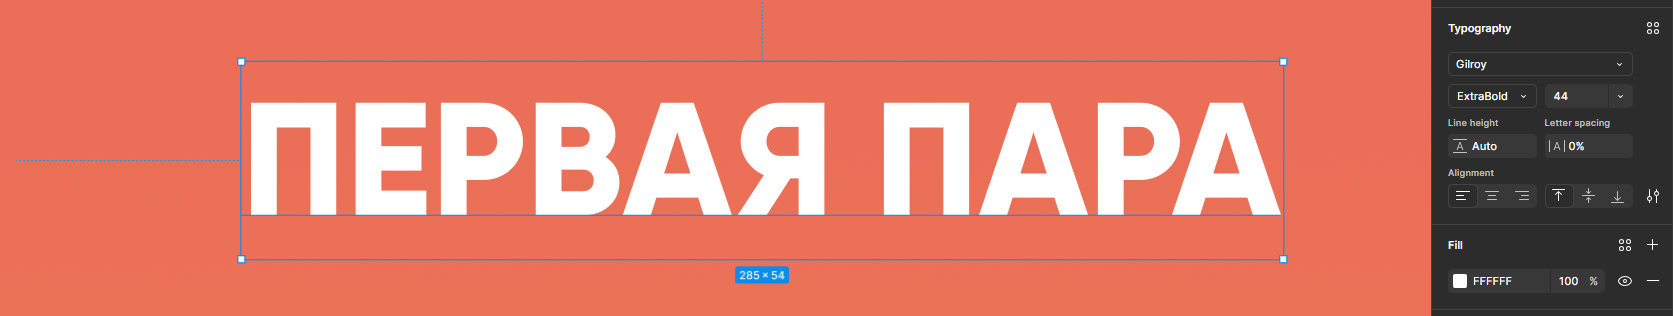 ПЕРВАЯ ПАРА
285 × 54
Typography
Gilroy
ExtraBold 44
Line height Letter spacing
A Auto |A| 0%
Alignment
Fill
FFFFFF 100 %